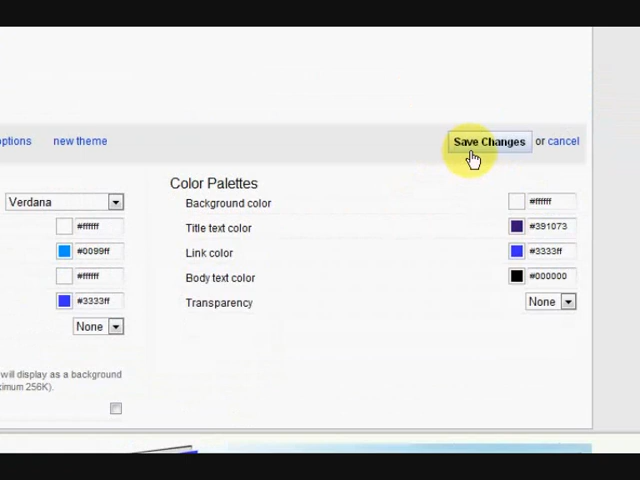 ptions
new theme
Save Changes
or cancel
Verdana
#ffffff
#0099ff
#ffffff
#3333ff
None
will display as a background
ximum 256K).
Color Palettes
Background color
#ffffff
Title text color
#391073
Link color
#3333ff
Body text color
#000000
Transparency
None